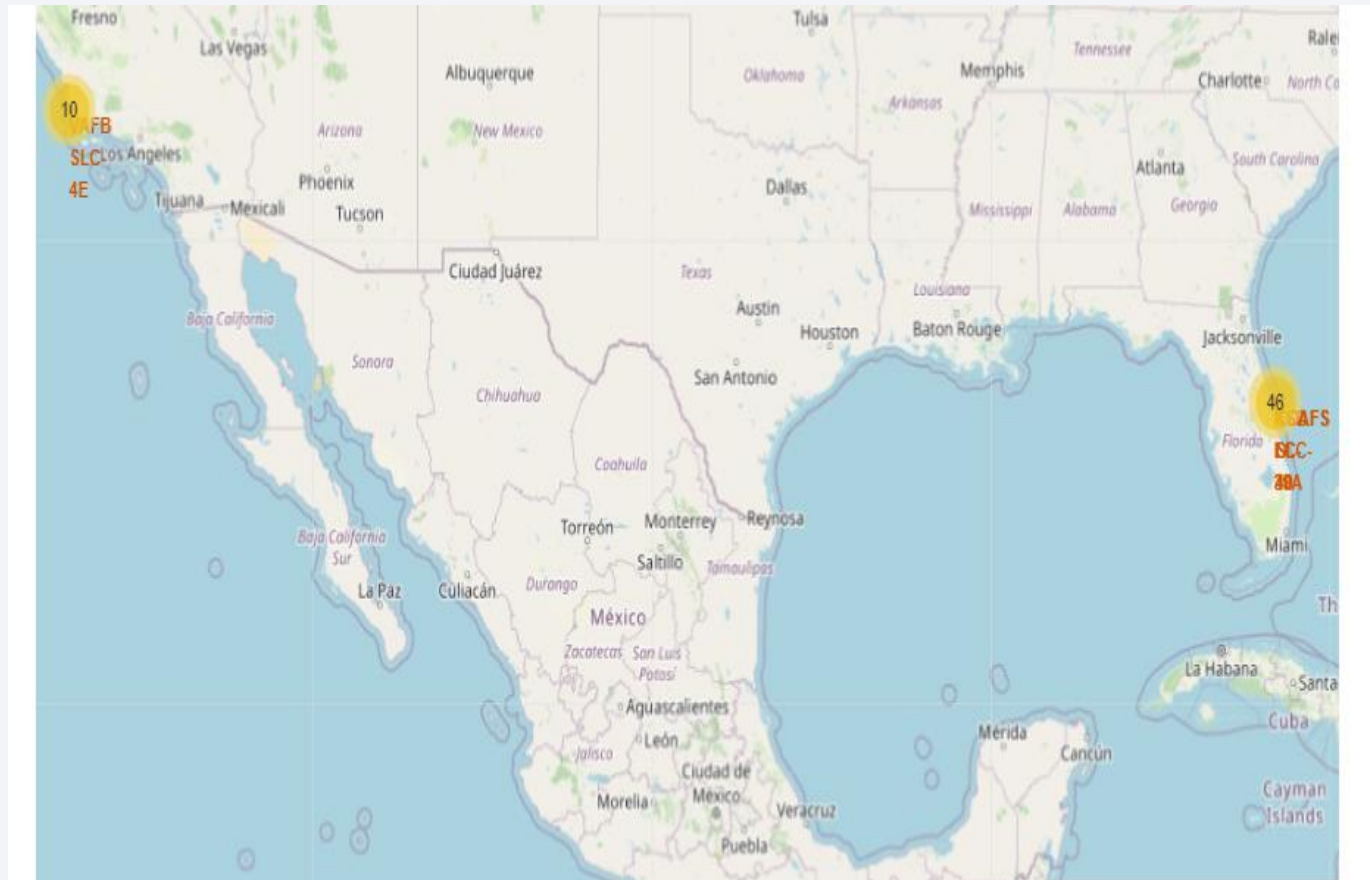 Fresno
Las Vegas
Tulsa
Albuquerque
Oklahoma
Memphis
Tennessee
Charlotte
North Ca
Arkansas
10
Arizona
New Mexico
SLC-
Los Angeles
4E
Phoenix
Tucson
Tijuana
Mexicali
Dallas
Atlanta
South Carolina
Mississippi
Alabama
Georgia
Ciudad Juárez
Texas
Louisiana
Baja California
Austin
Houston
Baton Rouge
Jacksonville
Sonora
San Antonio
Chihuahua
46
Florida
Coahuila
Torreón
Monterrey
Reynosa
Saltillo
Tamaulipas
Miami
Baja California
Sur
La Paz
Culiacán
Durango
México
Zacatecas
San Luis
Potosí
La Habana
Santa
Aguascalientes
León
Jalisco
Mérida
Cancún
Cuba
Ciudad de
México
Morelia
Veracruz
Puebla
Cayman
Islands